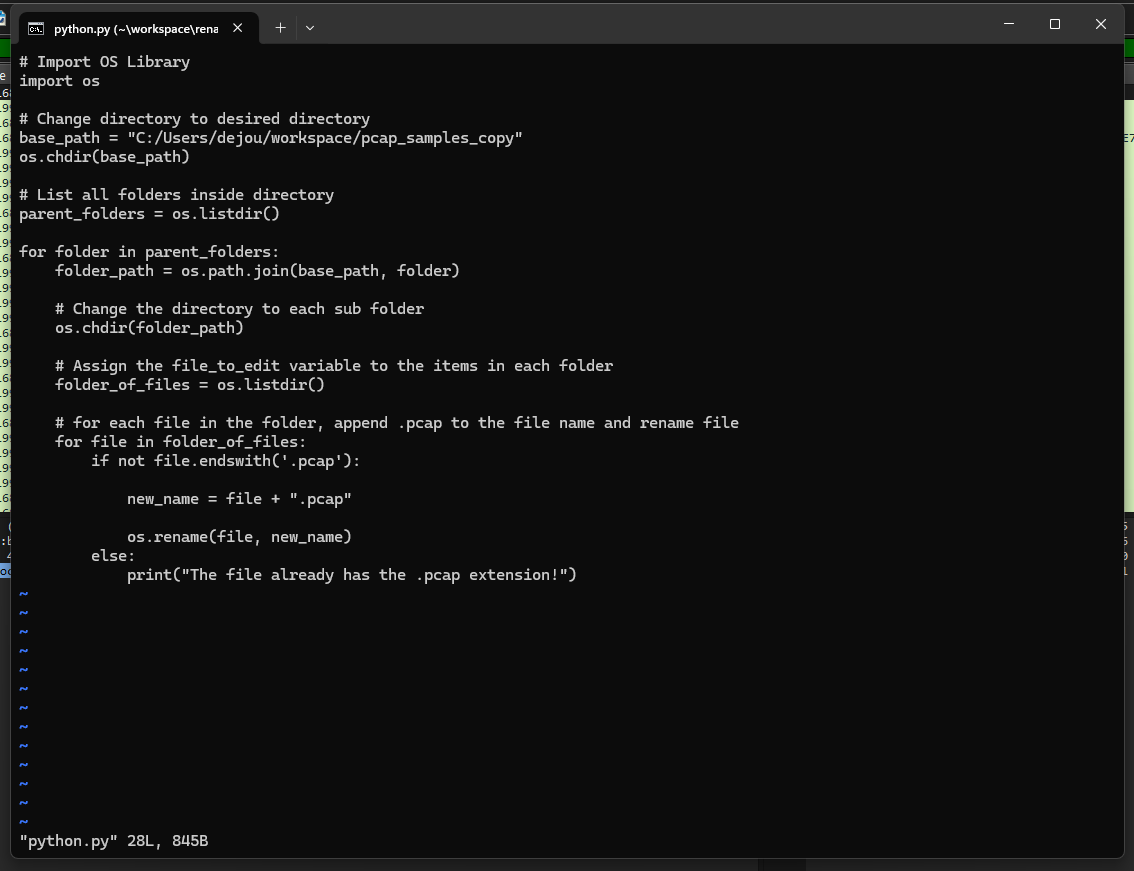 python.py (~\workspace\rena
# Import OS Library
import os
# Change directory to desired directory
base_path = "C:/Users/dejou/workspace/pcap_samples_copy"
os.chdir(base_path)
# List all folders inside directory
parent_folders = os.listdir()
for folder in parent_folders:
    folder_path = os.path.join(base_path, folder)
    # Change the directory to each sub folder
    os.chdir(folder_path)
    # Assign the file_to_edit variable to the items in each folder
    folder_of_files = os.listdir()
    # for each file in the folder, append .pcap to the file name and rename file
    for file in folder_of_files:
        if not file.endswith('.pcap'):
            new_name = file + ".pcap"
            os.rename(file, new_name)
        else:
            print("The file already has the .pcap extension!")
~
~
~
~
~
~
~
~
~
~
~
~
~
"python.py" 28L, 845B